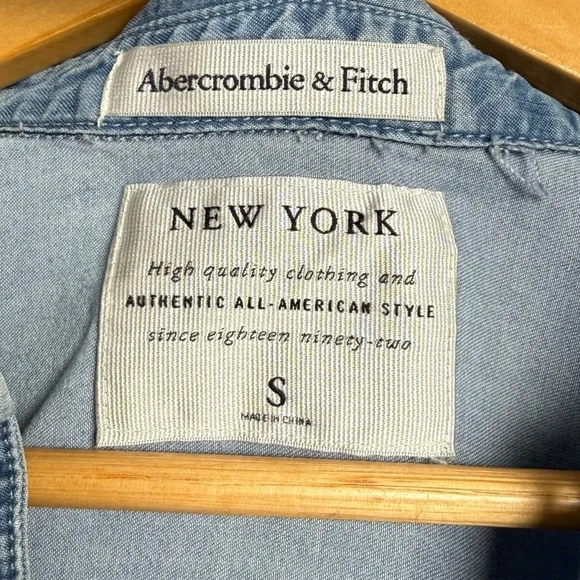 Abercrombie & Fitch
NEW YORK
High quality clothing and
AUTHENTIC ALL-AMERICAN STYLE
since eighteen ninety-two
S
MADE IN CHINA